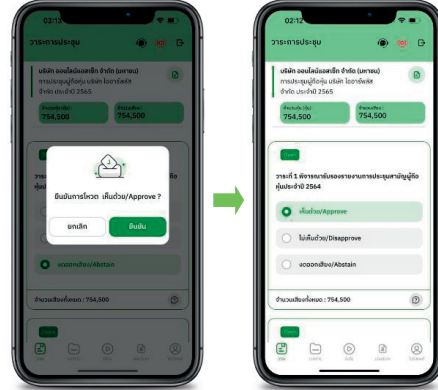 02:12
วาระการประชุม
บริษัท ออนไลน์แอสเซ็ท จำกัด (มหาชน)
การประชุมผู้ถือหุ้น บริษัท ไออาร์พลัส
จำกัด ประจำปี 2565
754,500
754,500
ยืนยันการโหวต เห็นด้วย/Approve ?
ยกเลิก
ยืนยัน
งดออกเสียง/Abstain
จำนวนเสียงทั้งหมด : 754,500
02:12
วาระการประชุม
บริษัท ออนไลน์แอสเซ็ท จำกัด (มหาชน)
การประชุมผู้ถือหุ้น บริษัท ไออาร์พลัส
จำกัด ประจำปี 2565
754,500
754,500
วาระที่ 1 พิจารณารับรองรายงานการประชุมสามัญผู้ถือ
หุ้นประจำปี 2564
เห็นด้วย/Approve
ไม่เห็นด้วย/Disapprove
งดออกเสียง/Abstain
จำนวนเสียงทั้งหมด : 754,500